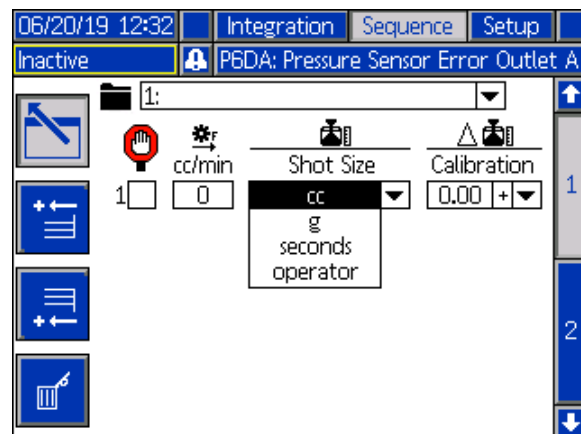 06/20/19 12:32 Integration Sequence Setup
Inactive P6DA: Pressure Sensor Error Outlet A
1:
F
cc/min Shot Size Calibration
1 0 cc 0.00 +
g
seconds
operator
1
2